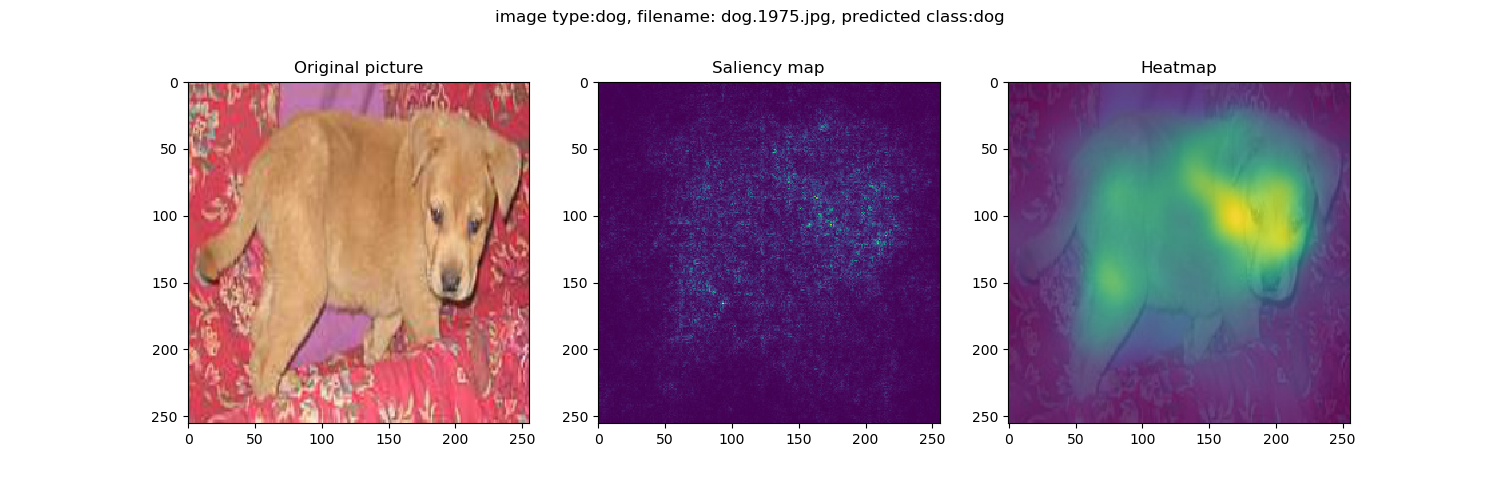 image type:dog, filename: dog.1975.jpg, predicted class:dog
Original picture
Saliency map
Heatmap
0
50
100
150
200
250
0 50 100 150 200 250
0
50
100
150
200
250
0 50 100 150 200 250
0
50
100
150
200
250
0 50 100 150 200 250